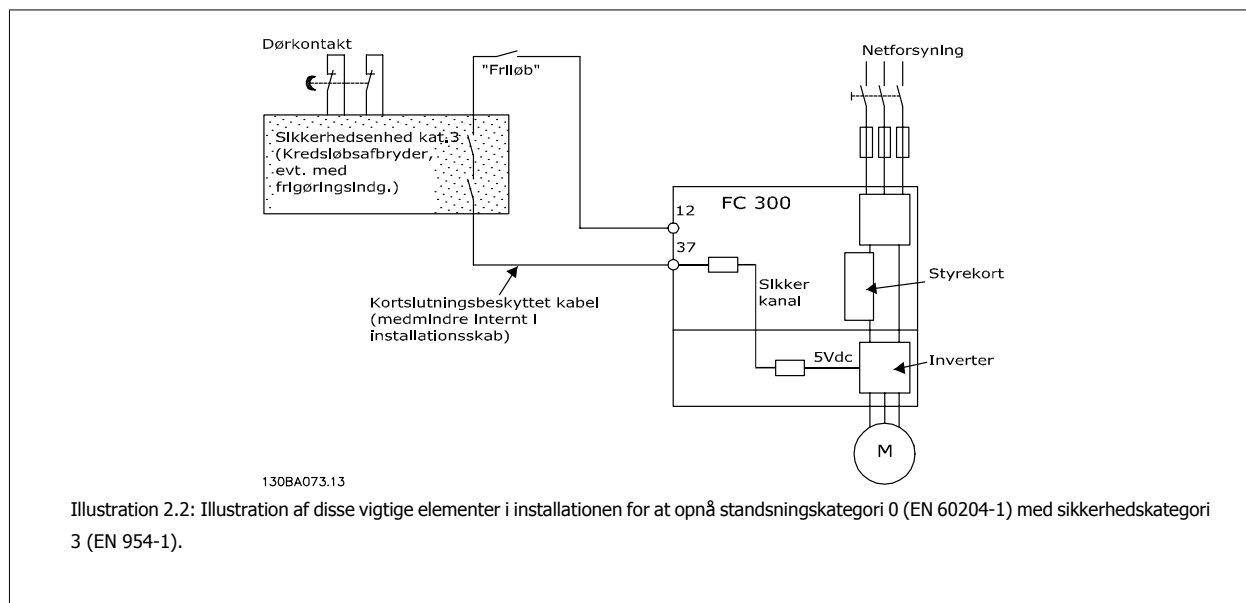 Dørkontakt
"Friløb"
Netforsyning
Sikkerhedsenhed kat.3
(Kredsløbsafbryder,
evt. med
frigøringsindg.)
12
FC 300
37
Sikker
kanal
Styrekort
Kortslutningsbeskyttet kabel
(medmindre internt i
installationsskab)
5Vdc
Inverter
M
130BA073.13
Illustration 2.2: Illustration af disse vigtige elementer i installationen for at opnå standsningskategori 0 (EN 60204-1) med sikkerhedskategori
3 (EN 954-1).